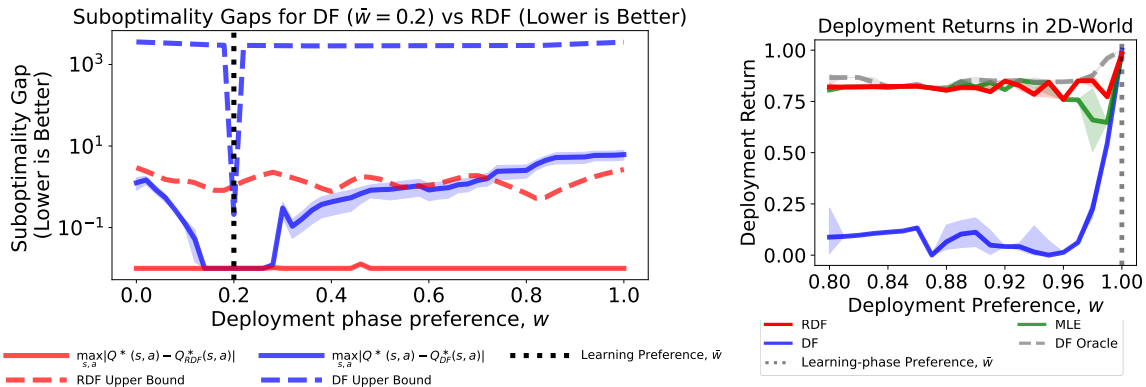 Suboptimality Gaps for DF (w̄ = 0.2) vs RDF (Lower is Better)
Suboptimality Gap
(Lower is Better)
10³
10¹
10⁻¹
0.0 0.2 0.4 0.6 0.8 1.0
Deployment phase preference, w
max|Q * (s, a) − Q*RDF(s, a)|
s, a
max|Q * (s, a) − Q*DF(s, a)|
s, a
Learning Preference, w̄
RDF Upper Bound
DF Upper Bound
Deployment Returns in 2D-World
Deployment Return
1.00
0.75
0.50
0.25
0.00
0.80 0.84 0.88 0.92 0.96 1.00
Deployment Preference, w
RDF
MLE
DF
DF Oracle
Learning-phase Preference, w̄